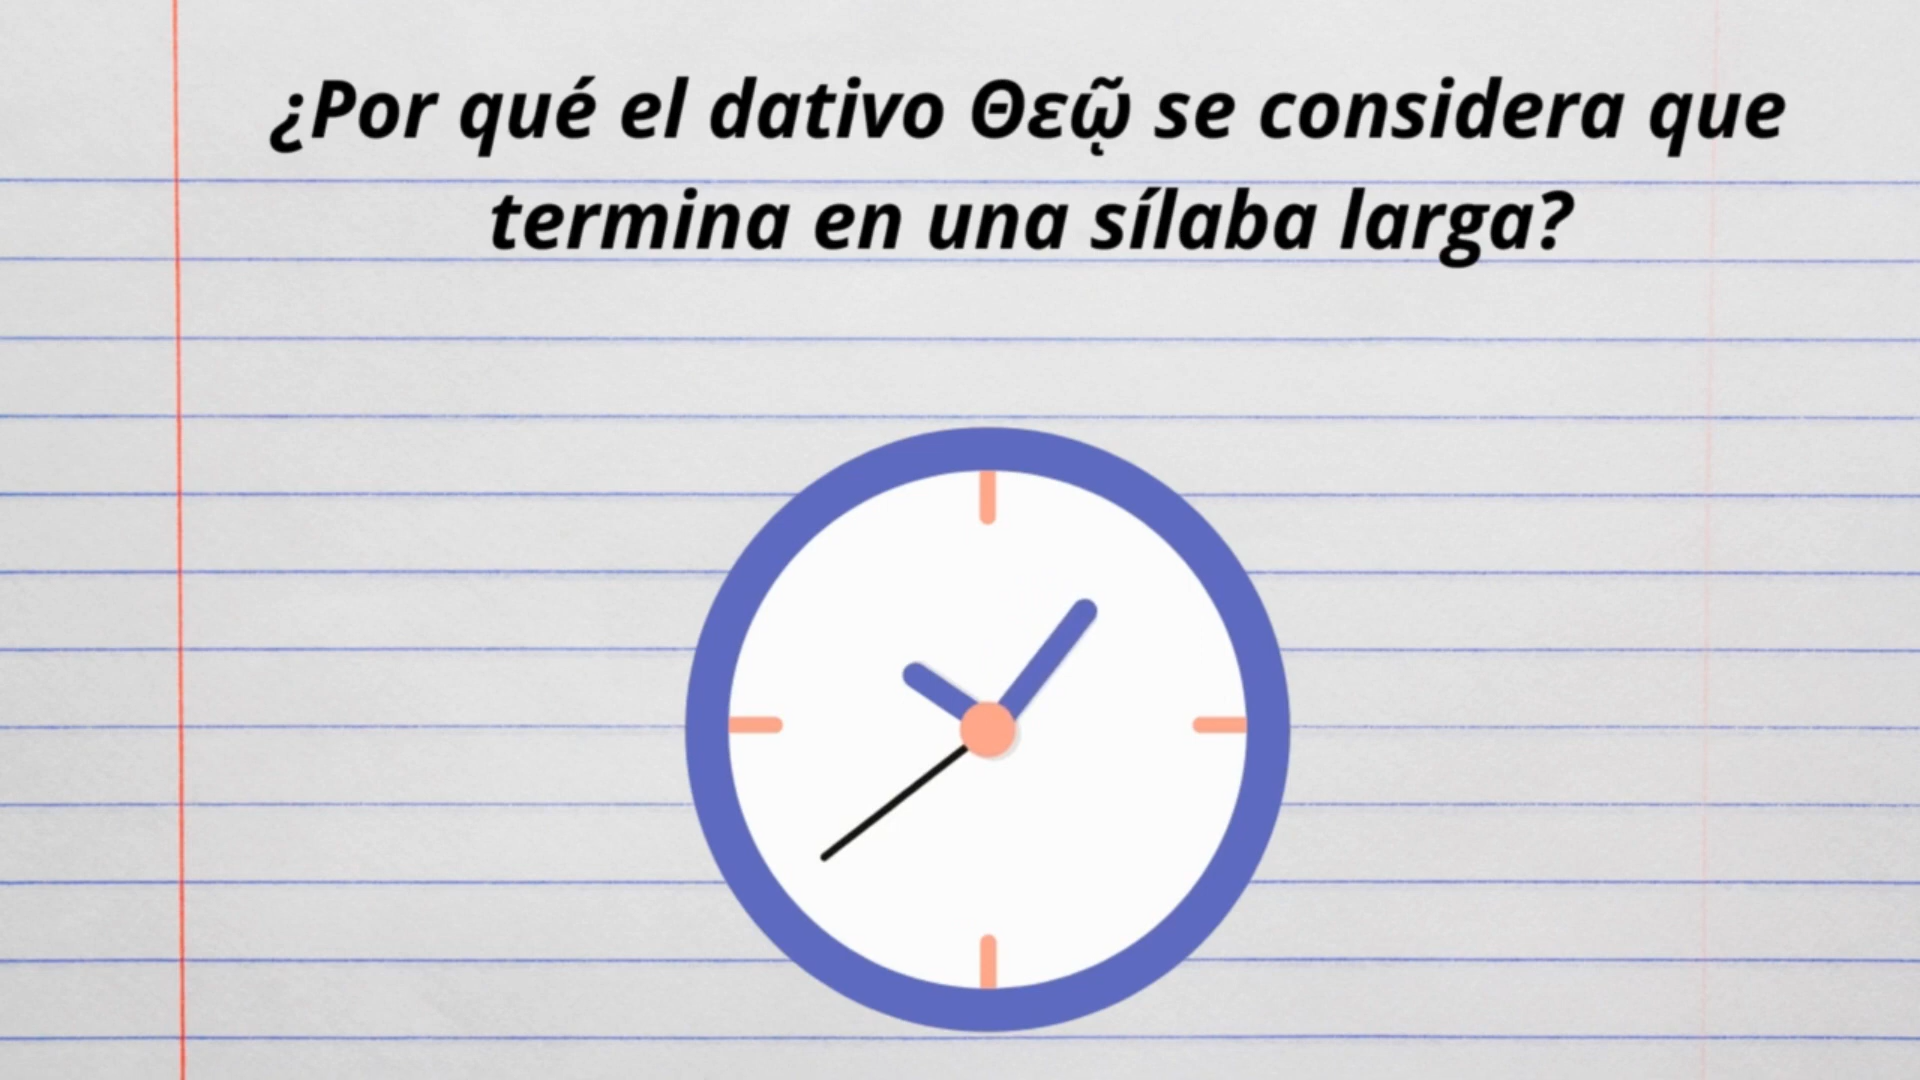 ¿Por qué el dativo Θεῷ se considera que
termina en una sílaba larga?